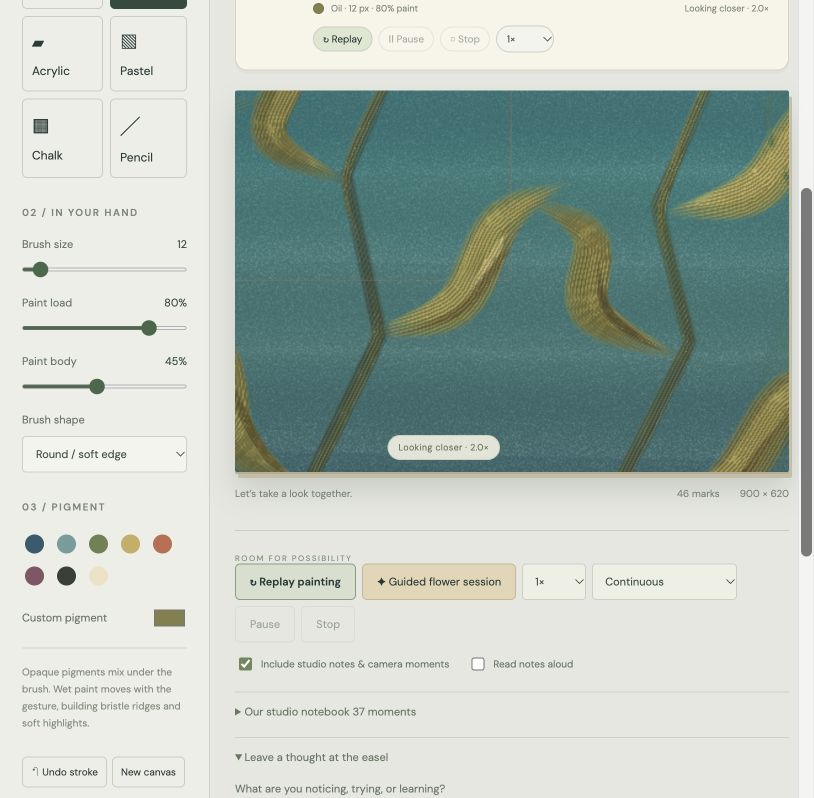 Acrylic
Pastel
Chalk
Pencil
02 / IN YOUR HAND
Brush size 12
Paint load 80%
Paint body 45%
Brush shape
Round / soft edge
03 / PIGMENT
Custom pigment
Opaque pigments mix under the
brush. Wet paint moves with the
gesture, building bristle ridges and
soft highlights.
Undo stroke
New canvas
Oil · 12 px · 80% paint
Looking closer · 2.0×
↻ Replay
Pause
Stop
1×
Looking closer · 2.0×
Let's take a look together.
46 marks
900 × 620
ROOM FOR POSSIBILITY
↻ Replay painting
✦ Guided flower session
1×
Continuous
Pause
Stop
Include studio notes & camera moments
Read notes aloud
Our studio notebook 37 moments
Leave a thought at the easel
What are you noticing, trying, or learning?